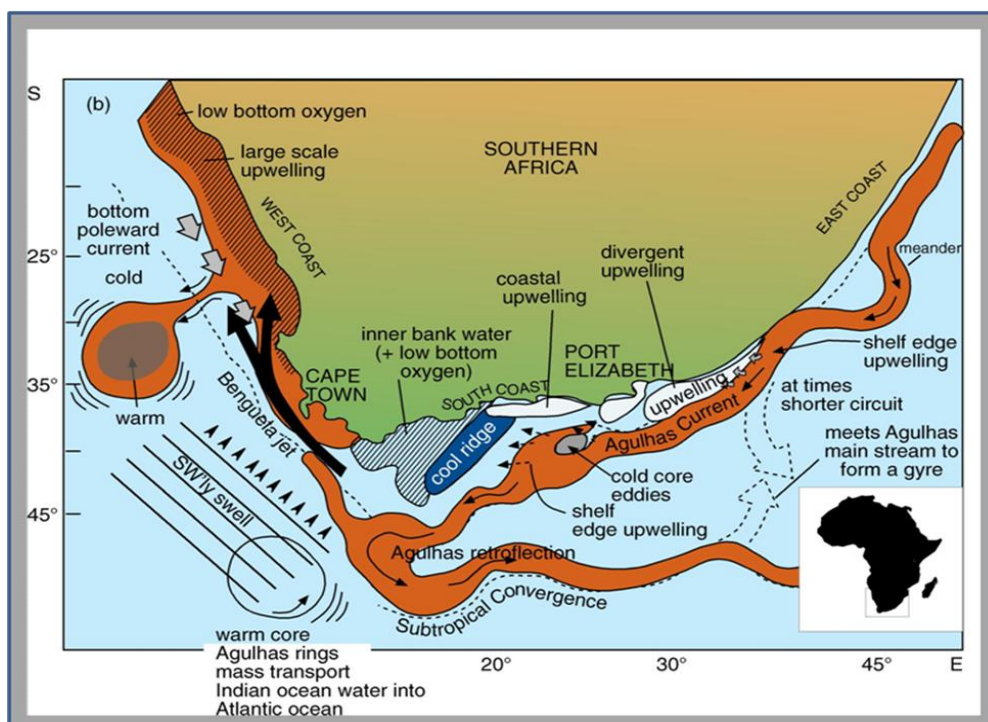 S
(b)
low bottom oxygen
large scale
upwelling
SOUTHERN
AFRICA
WEST COAST
EAST COAST
bottom
poleward
current
cold
25°
meander
divergent
upwelling
coastal
upwelling
inner bank water
(+ low bottom
oxygen)
PORT
ELIZABETH
shelf edge
upwelling
35°
CAPE
TOWN
SOUTH COAST
upwelling
at times
shorter circuit
warm
Benguela jet
cool ridge
Agulhas Current
meets Agulhas
main stream to
form a gyre
cold core
eddies
SW'ly swell
shelf
edge upwelling
45°
Agulhas retroflection
Subtropical Convergence
warm core
Agulhas rings
mass transport
Indian ocean water into
Atlantic ocean
20°
30°
45° E